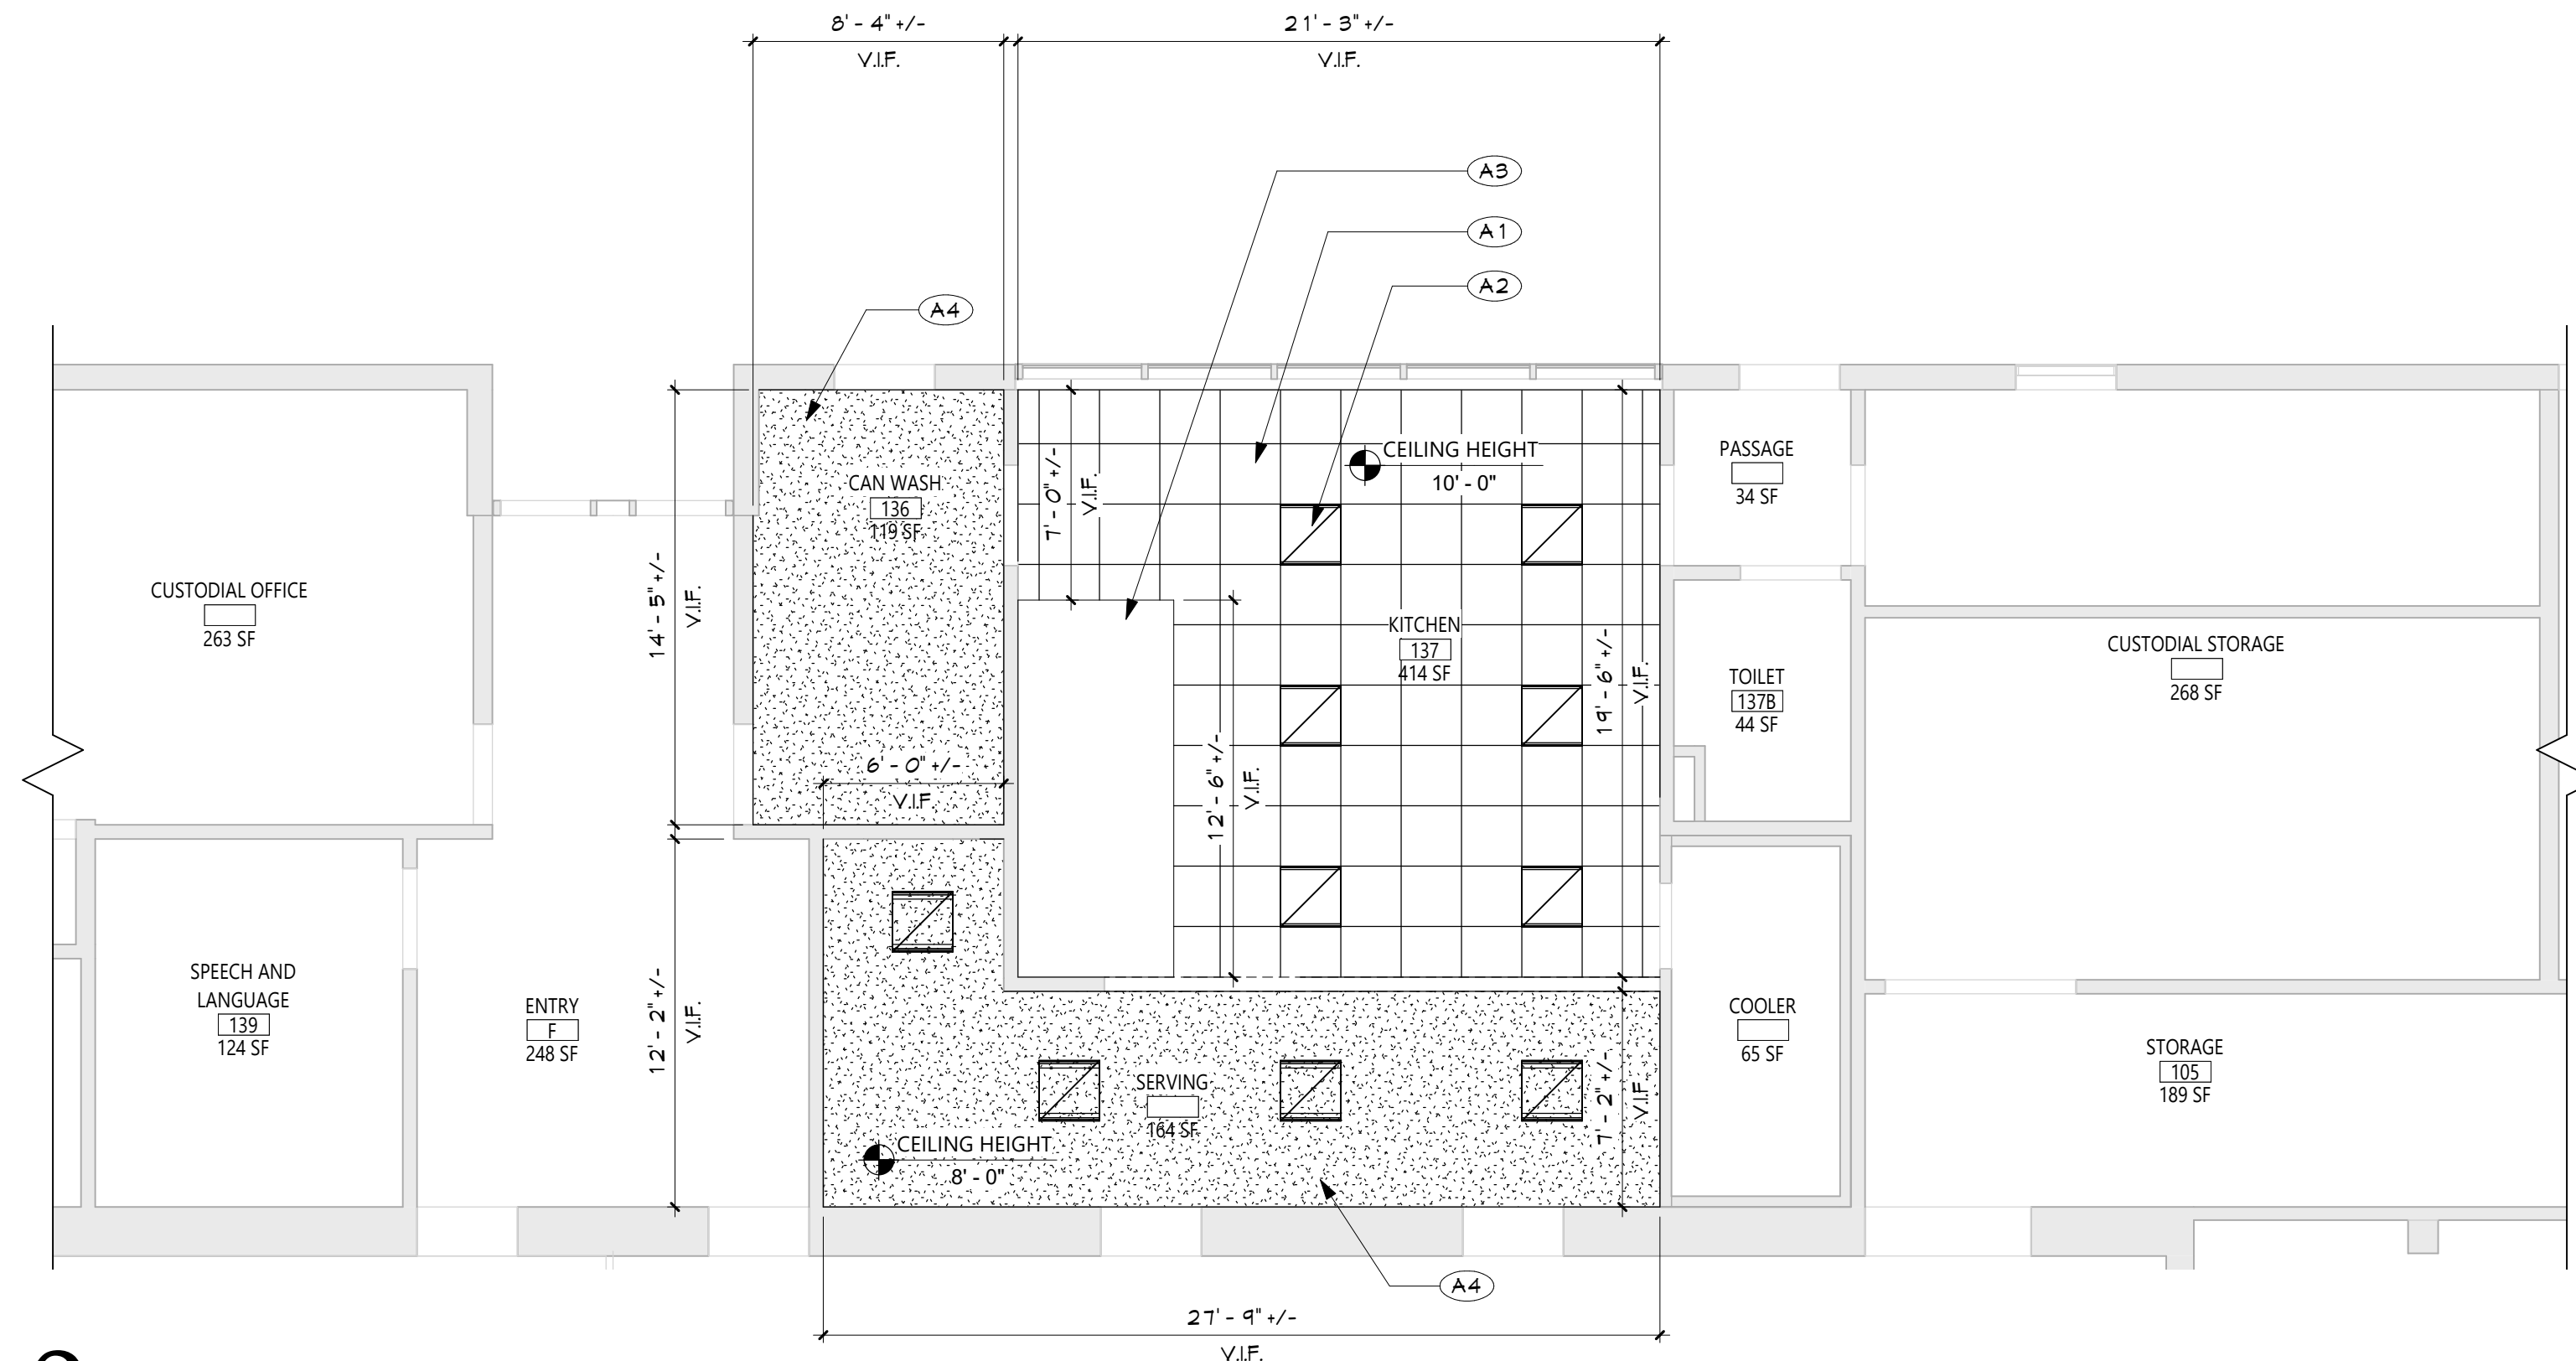 8' - 4" +/-
V.I.F.
21' - 3" +/-
V.I.F.
A3
A1
A2
A4
CEILING HEIGHT
10' - 0"
7' - 0" +/-
V.I.F.
CAN WASH
136
119 SF
PASSAGE
34 SF
14' - 5" +/-
V.I.F.
CUSTODIAL OFFICE
263 SF
KITCHEN
137
414 SF
19' - 6" +/-
V.I.F.
TOILET
137B
44 SF
CUSTODIAL STORAGE
268 SF
6' - 0" +/-
V.I.F.
12' - 6" +/-
V.I.F.
SPEECH AND
LANGUAGE
139
124 SF
ENTRY
F
248 SF
12' - 2" +/-
V.I.F.
COOLER
65 SF
STORAGE
105
189 SF
SERVING
164 SF
7' - 2" +/-
V.I.F.
CEILING HEIGHT
8' - 0"
A4
27' - 9" +/-
V.I.F.